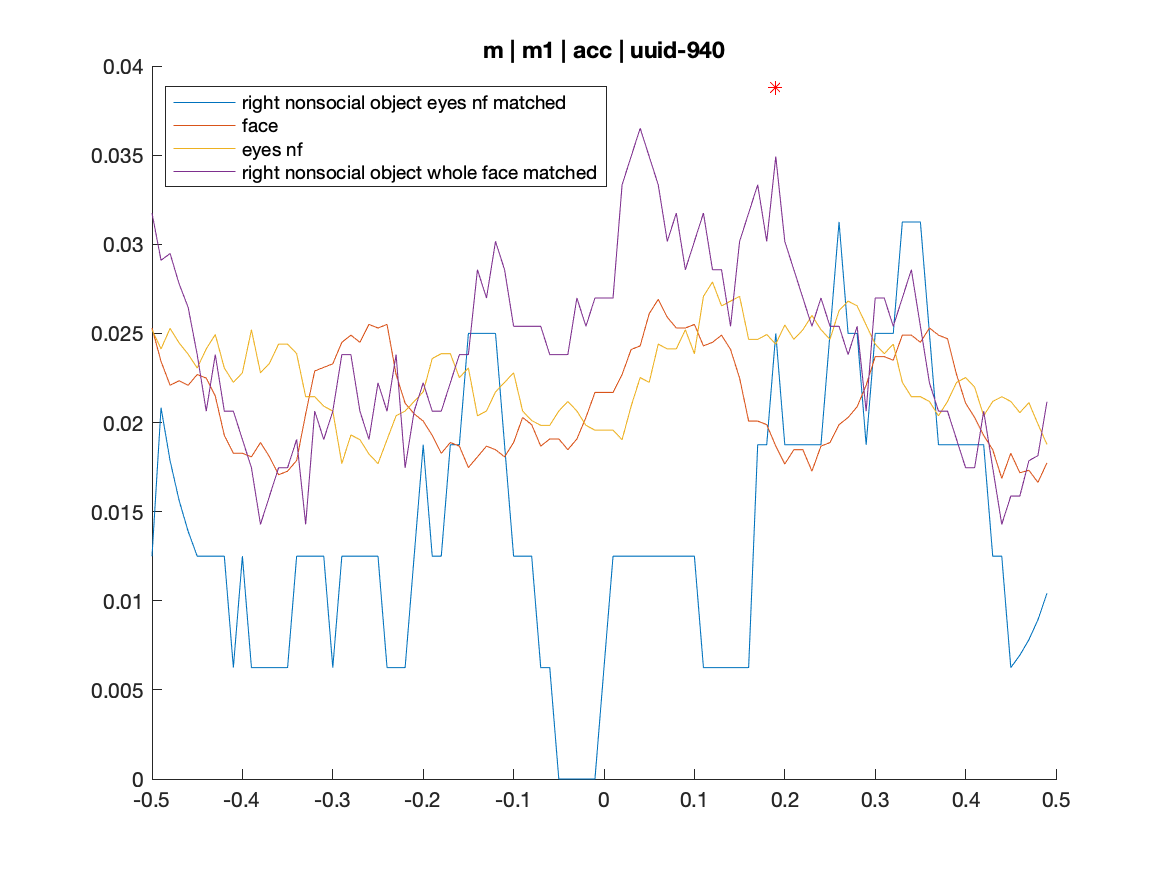 m | m1 | acc | uuid-940
0.04
right nonsocial object eyes nf matched
face
eyes nf
right nonsocial object whole face matched
0.035
0.03
0.025
0.02
0.015
0.01
0.005
0
-0.5 -0.4 -0.3 -0.2 -0.1 0 0.1 0.2 0.3 0.4 0.5